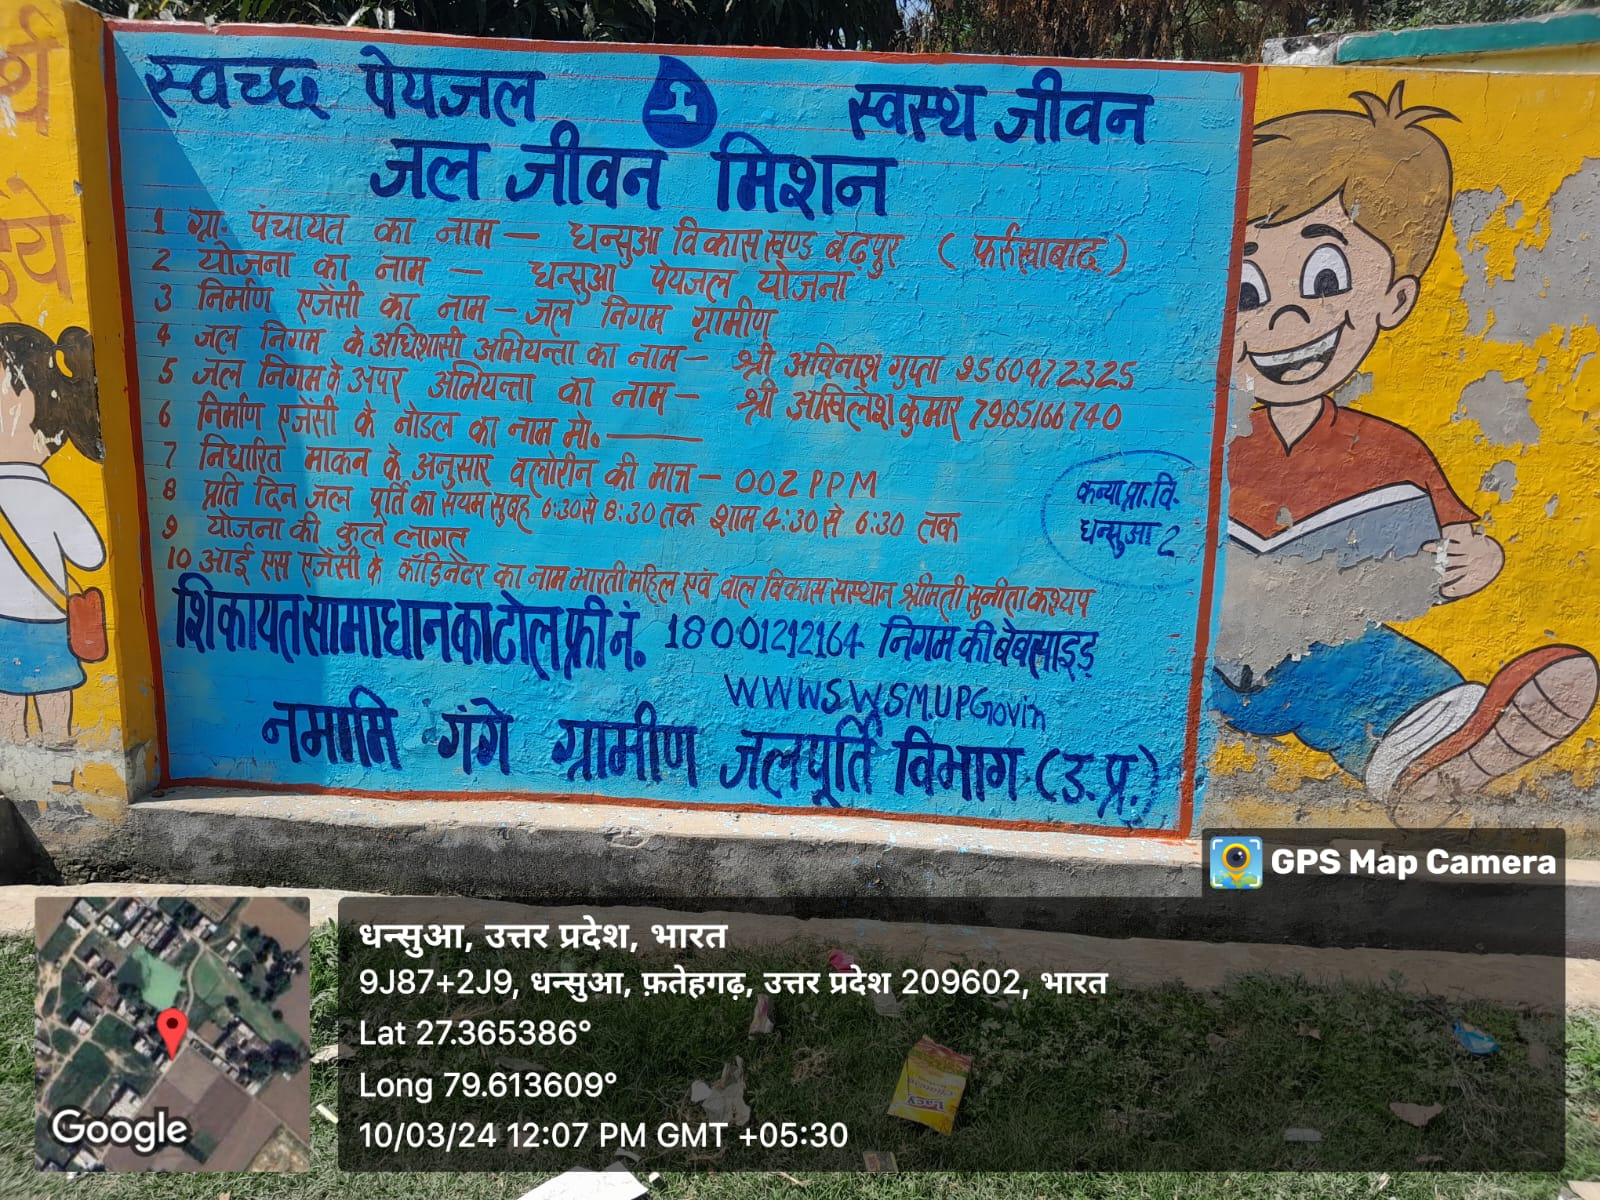 स्वच्छ पेयजल स्वस्थ जीवन
जल जीवन मिशन
1 ग्रा. पंचायत का नाम – धन्सुआ विकास खण्ड बढ़पुर ( फर्रुखाबाद )
2 योजना का नाम – धन्सुआ पेयजल योजना
3 निर्माण एजेंसी का नाम – जल निगम ग्रामीण
4 जल निगम के अधिशासी अभियन्ता का नाम – श्री अविनाश गुप्ता 9560472325
5 जल निगम के अपर अभियन्ता का नाम – श्री अखिलेश कुमार 7985166740
6 निर्माण एजेंसी के नोडल का नाम मो. ———
7 निर्धारित माकन के अनुसार क्लोरीन की मात्र – 002 PPM
8 प्रति दिन जल पूर्ति का समय सुबह 6:30 से 8:30 तक शाम 4:30 से 6:30 तक
9 योजना की कुल लागत
10 आई एस एजेंसी के कॉडिनेटर का नाम भारती महिल एवं वाल विकास संस्थान श्रीमती सुनीता कश्यप
कन्या.प्रा.वि.
धन्सुआ 2
शिकायत सामाधान का टोल फ्री नं. 18001212164 निगम की बेबसाइड
WWWSWSM.UPGovin
नमामि गंगे ग्रामीण जलपूर्ति विभाग (उ.प्र.)
GPS Map Camera
धन्सुआ, उत्तर प्रदेश, भारत
9J87+2J9, धन्सुआ, फ़तेहगढ़, उत्तर प्रदेश 209602, भारत
Lat 27.365386°
Long 79.613609°
10/03/24 12:07 PM GMT +05:30
Google